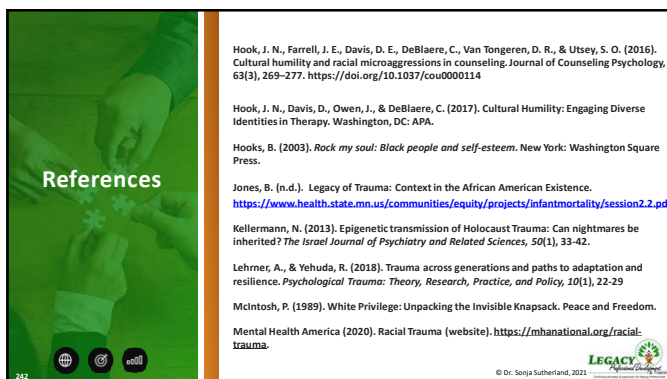 References
Hook, J. N., Farrell, J. E., Davis, D. E., DeBlaere, C., Van Tongeren, D. R., & Utsey, S. O. (2016).
Cultural humility and racial microaggressions in counseling. Journal of Counseling Psychology,
63(3), 269–277. https://doi.org/10.1037/cou0000114
Hook, J. N., Davis, D., Owen, J., & DeBlaere, C. (2017). Cultural Humility: Engaging Diverse
Identities in Therapy. Washington, DC: APA.
Hooks, B. (2003). Rock my soul: Black people and self-esteem. New York: Washington Square
Press.
Jones, B. (n.d.). Legacy of Trauma: Context in the African American Existence.
https://www.health.state.mn.us/communities/equity/projects/infantmortality/session2.2.pd
Kellermann, N. (2013). Epigenetic transmission of Holocaust Trauma: Can nightmares be
inherited? The Israel Journal of Psychiatry and Related Sciences, 50(1), 33-42.
Lehrner, A., & Yehuda, R. (2018). Trauma across generations and paths to adaptation and
resilience. Psychological Trauma: Theory, Research, Practice, and Policy, 10(1), 22-29
McIntosh, P. (1989). White Privilege: Unpacking the Invisible Knapsack. Peace and Freedom.
Mental Health America (2020). Racial Trauma (website). https://mhanational.org/racial-
trauma.
242
© Dr. Sonja Sutherland, 2021
LEGACY
Professional Development